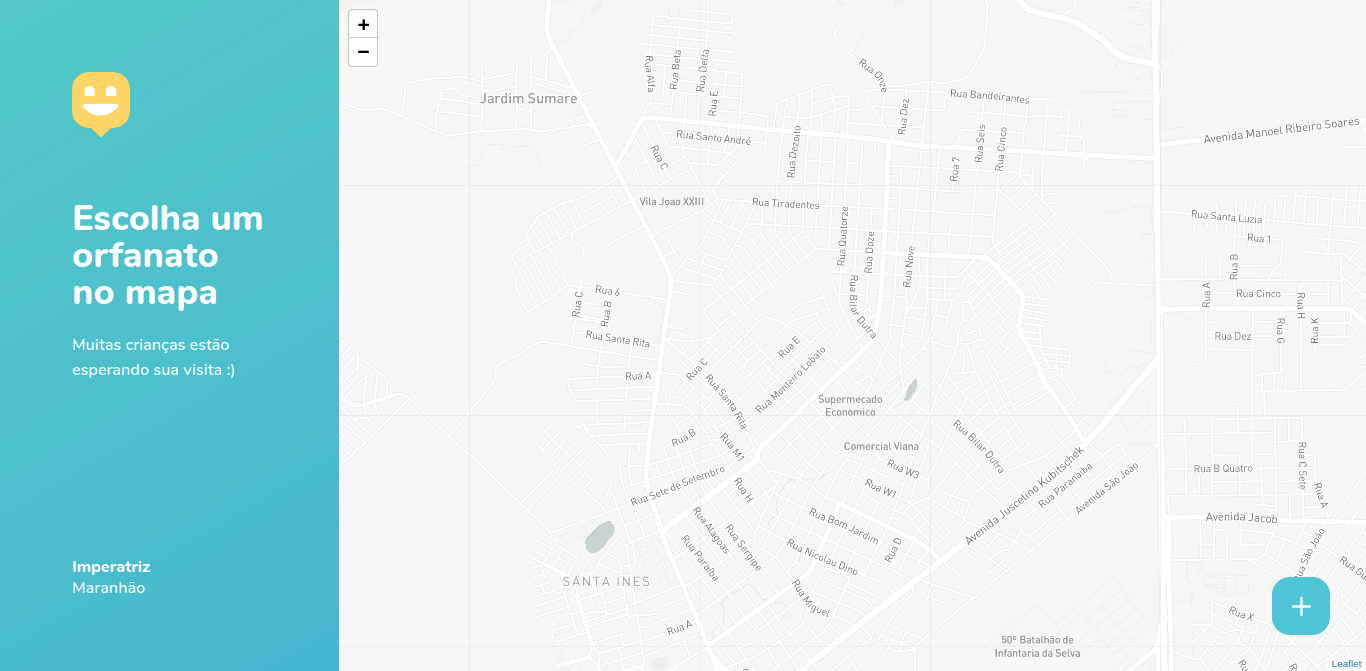 Escolha um
orfanato
no mapa
Muitas crianças estão
esperando sua visita :)
Imperatriz
Maranhão
+
−
Jardim Sumare
Rua Alfa
Rua Beta
Rua Delta
Rua E
Rua Onze
Rua Dez
Rua Bandeirantes
Rua Santo André
Rua Dezoito
Rua C
Rua 7
Rua Seis
Rua Cinco
Avenida Manoel Ribeiro Soares
Vila Joao XXIII
Rua Tiradentes
Rua Quatorze
Rua Doze
Rua Nove
Rua Santa Luzia
Rua 1
Rua B
Rua A
Rua Cinco
Rua H
Rua Dez
Rua G
Rua K
Rua C
Rua 6
Rua B
Rua Santa Rita
Rua Bilar Dutra
Rua E
Rua Monteiro Lobato
Rua A
Rua C
Rua Santa Rita
Supermecado
Economico
Comercial Viana
Rua B
Rua M1
Rua W3
Rua W1
Rua Bliar Dutra
Avenida Juscelino Kubitschek
Rua Paranaiba
Avenida São João
Rua B Quatro
Rua C Sete
Rua A
Rua Sete de Setembro
Rua H
Rua Alagoas
Rua Sergipe
Rua Paraíba
Rua Bom Jardim
Rua Nicolau Dino
Rua D
Avenida Jacob
Rua São João
Rua Gu
SANTA INES
Rua Miguel
Rua A
Rua X
50º Batalhão de
Infantaria da Selva
Leaflet